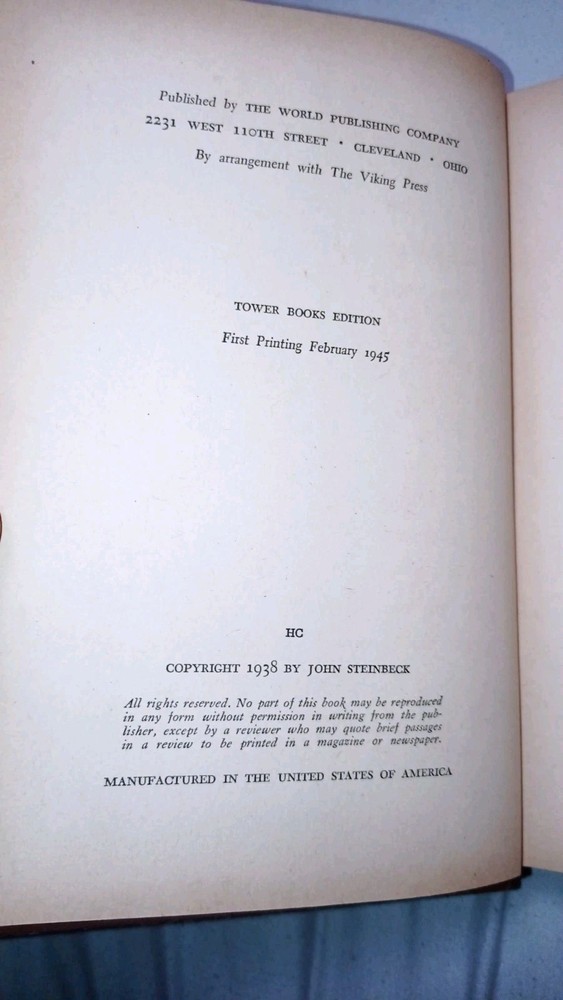 Published by THE WORLD PUBLISHING COMPANY
2231 WEST 110TH STREET • CLEVELAND • OHIO
By arrangement with The Viking Press
TOWER BOOKS EDITION
First Printing February 1945
HC
COPYRIGHT 1938 BY JOHN STEINBECK
All rights reserved. No part of this book may be reproduced
in any form without permission in writing from the pub-
lisher, except by a reviewer who may quote brief passages
in a review to be printed in a magazine or newspaper.
MANUFACTURED IN THE UNITED STATES OF AMERICA